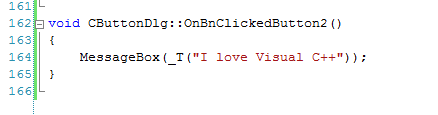 161
162 void CButtonDlg::OnBnClickedButton2()
163 {
164     MessageBox(_T("I love Visual C++"));
165 }
166